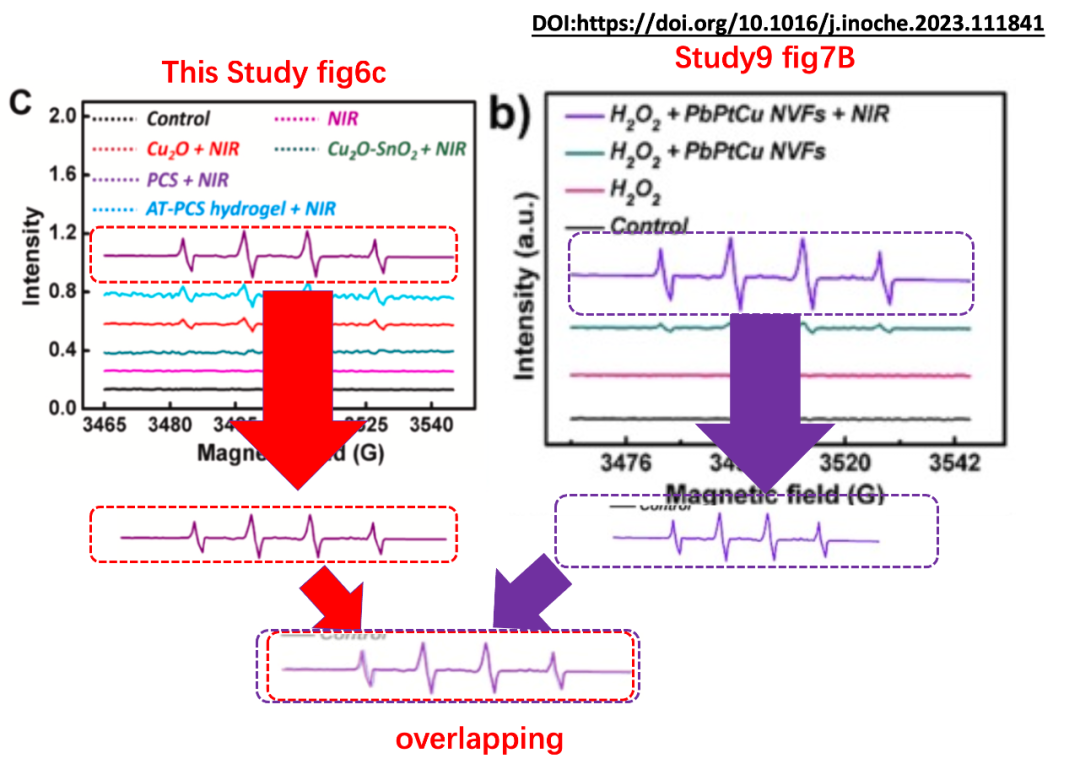 DOI:https://doi.org/10.1016/j.inoche.2023.111841
This Study fig6c
Study9 fig7B
C
2.0
1.6
1.2
0.8
0.4
0.0
Intensity
Control
NIR
Cu2O + NIR
Cu2O-SnO2 + NIR
PCS + NIR
AT-PCS hydrogel + NIR
3465 3480 3525 3540
(G)
b)
Intensity (a.u.)
H2O2 + PbPtCu NVFs + NIR
H2O2 + PbPtCu NVFs
H2O2
Control
3476 3520 3542
Magnetic field (G)
Control
Control
overlapping